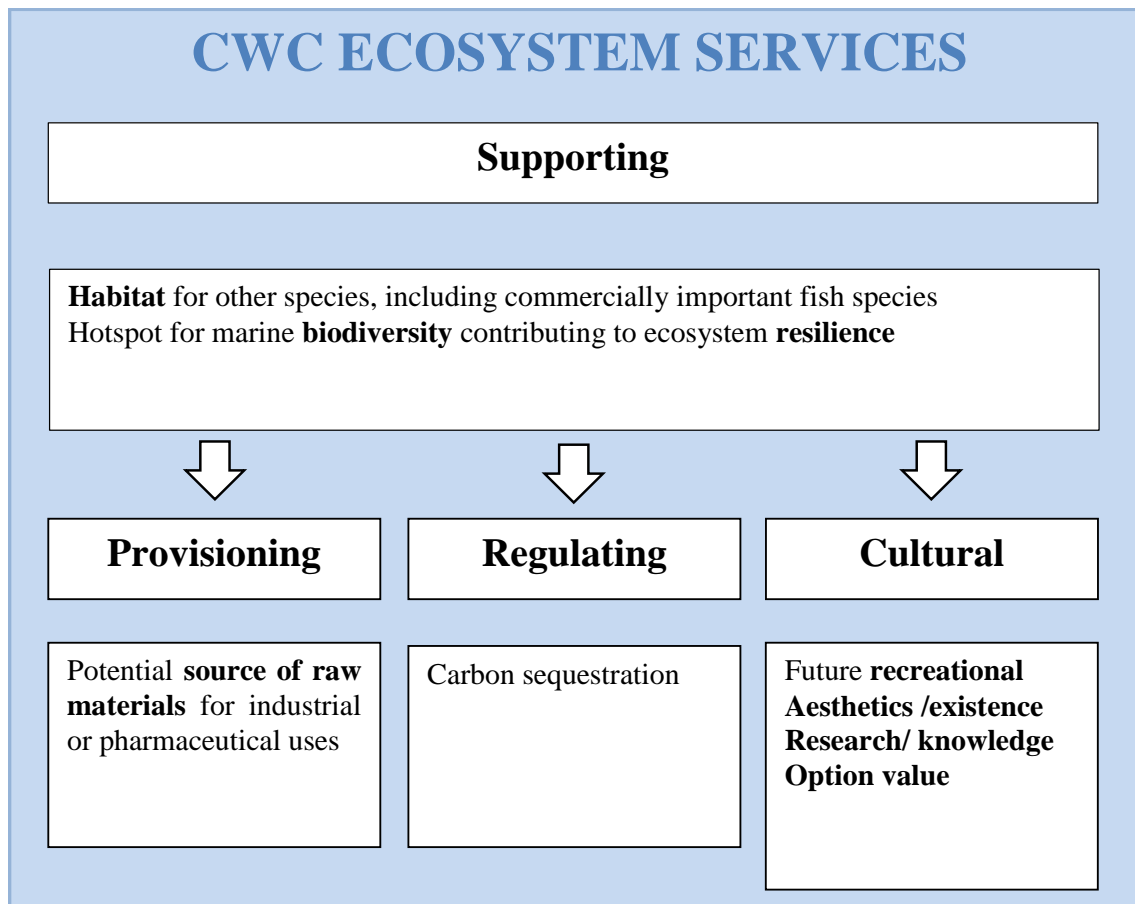 CWC ECOSYSTEM SERVICES
Supporting
Habitat for other species, including commercially important fish species
Hotspot for marine biodiversity contributing to ecosystem resilience
Provisioning
Regulating
Cultural
Potential source of raw
materials for industrial
or pharmaceutical uses
Carbon sequestration
Future recreational
Aesthetics /existence
Research/ knowledge
Option value